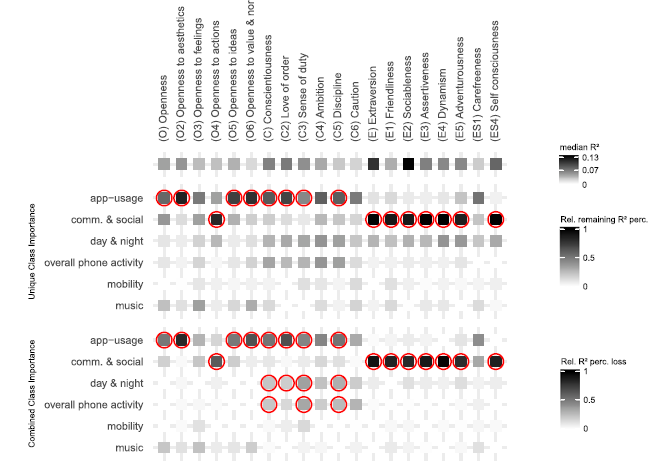 (O) Openness
(O2) Openness to aesthetics
(O3) Openness to feelings
(O4) Openness to actions
(O5) Openness to ideas
(O6) Openness to value & nor
(C) Conscientiousness
(C2) Love of order
(C3) Sense of duty
(C4) Ambition
(C5) Discipline
(C6) Caution
(E) Extraversion
(E1) Friendliness
(E2) Sociableness
(E3) Assertiveness
(E4) Dynamism
(E5) Adventurousness
(ES1) Carefreeness
(ES4) Self consciousness
median R²
0.13
0.07
0
Unique Class Importance
app−usage
comm. & social
day & night
overall phone activity
mobility
music
Rel. remaining R² perc.
1
0.5
0
Combined Class Importance
app−usage
comm. & social
day & night
overall phone activity
mobility
music
Rel. R² perc. loss
1
0.5
0